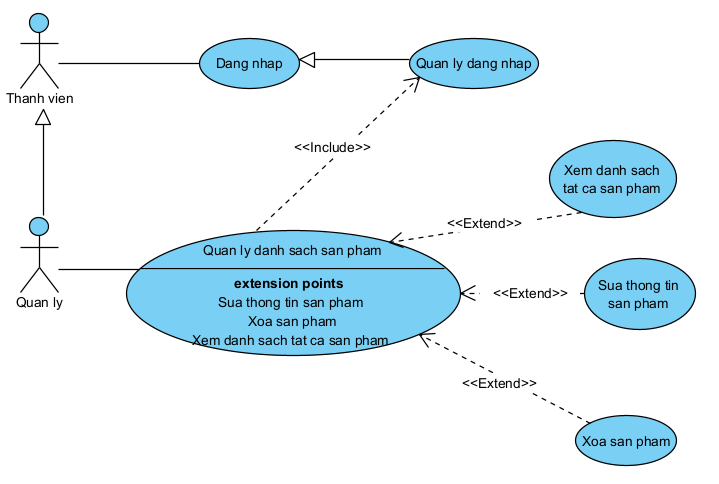 Dang nhap
Quan ly dang nhap
Thanh vien
<<Include>>
Xem danh sach
tat ca san pham
<<Extend>>
Quan ly danh sach san pham
extension points
Sua thong tin san pham
Xoa san pham
Xem danh sach tat ca san pham
Quan ly
<<Extend>>
Sua thong tin
san pham
<<Extend>>
Xoa san pham